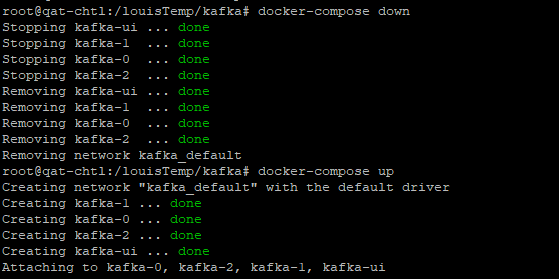 root@qat-chtl:/louisTemp/kafka# docker-compose down
Stopping kafka-ui ... done
Stopping kafka-1  ... done
Stopping kafka-0  ... done
Stopping kafka-2  ... done
Removing kafka-ui ... done
Removing kafka-1  ... done
Removing kafka-0  ... done
Removing kafka-2  ... done
Removing network kafka_default
root@qat-chtl:/louisTemp/kafka# docker-compose up
Creating network "kafka_default" with the default driver
Creating kafka-1 ... done
Creating kafka-0 ... done
Creating kafka-2 ... done
Creating kafka-ui ... done
Attaching to kafka-0, kafka-2, kafka-1, kafka-ui